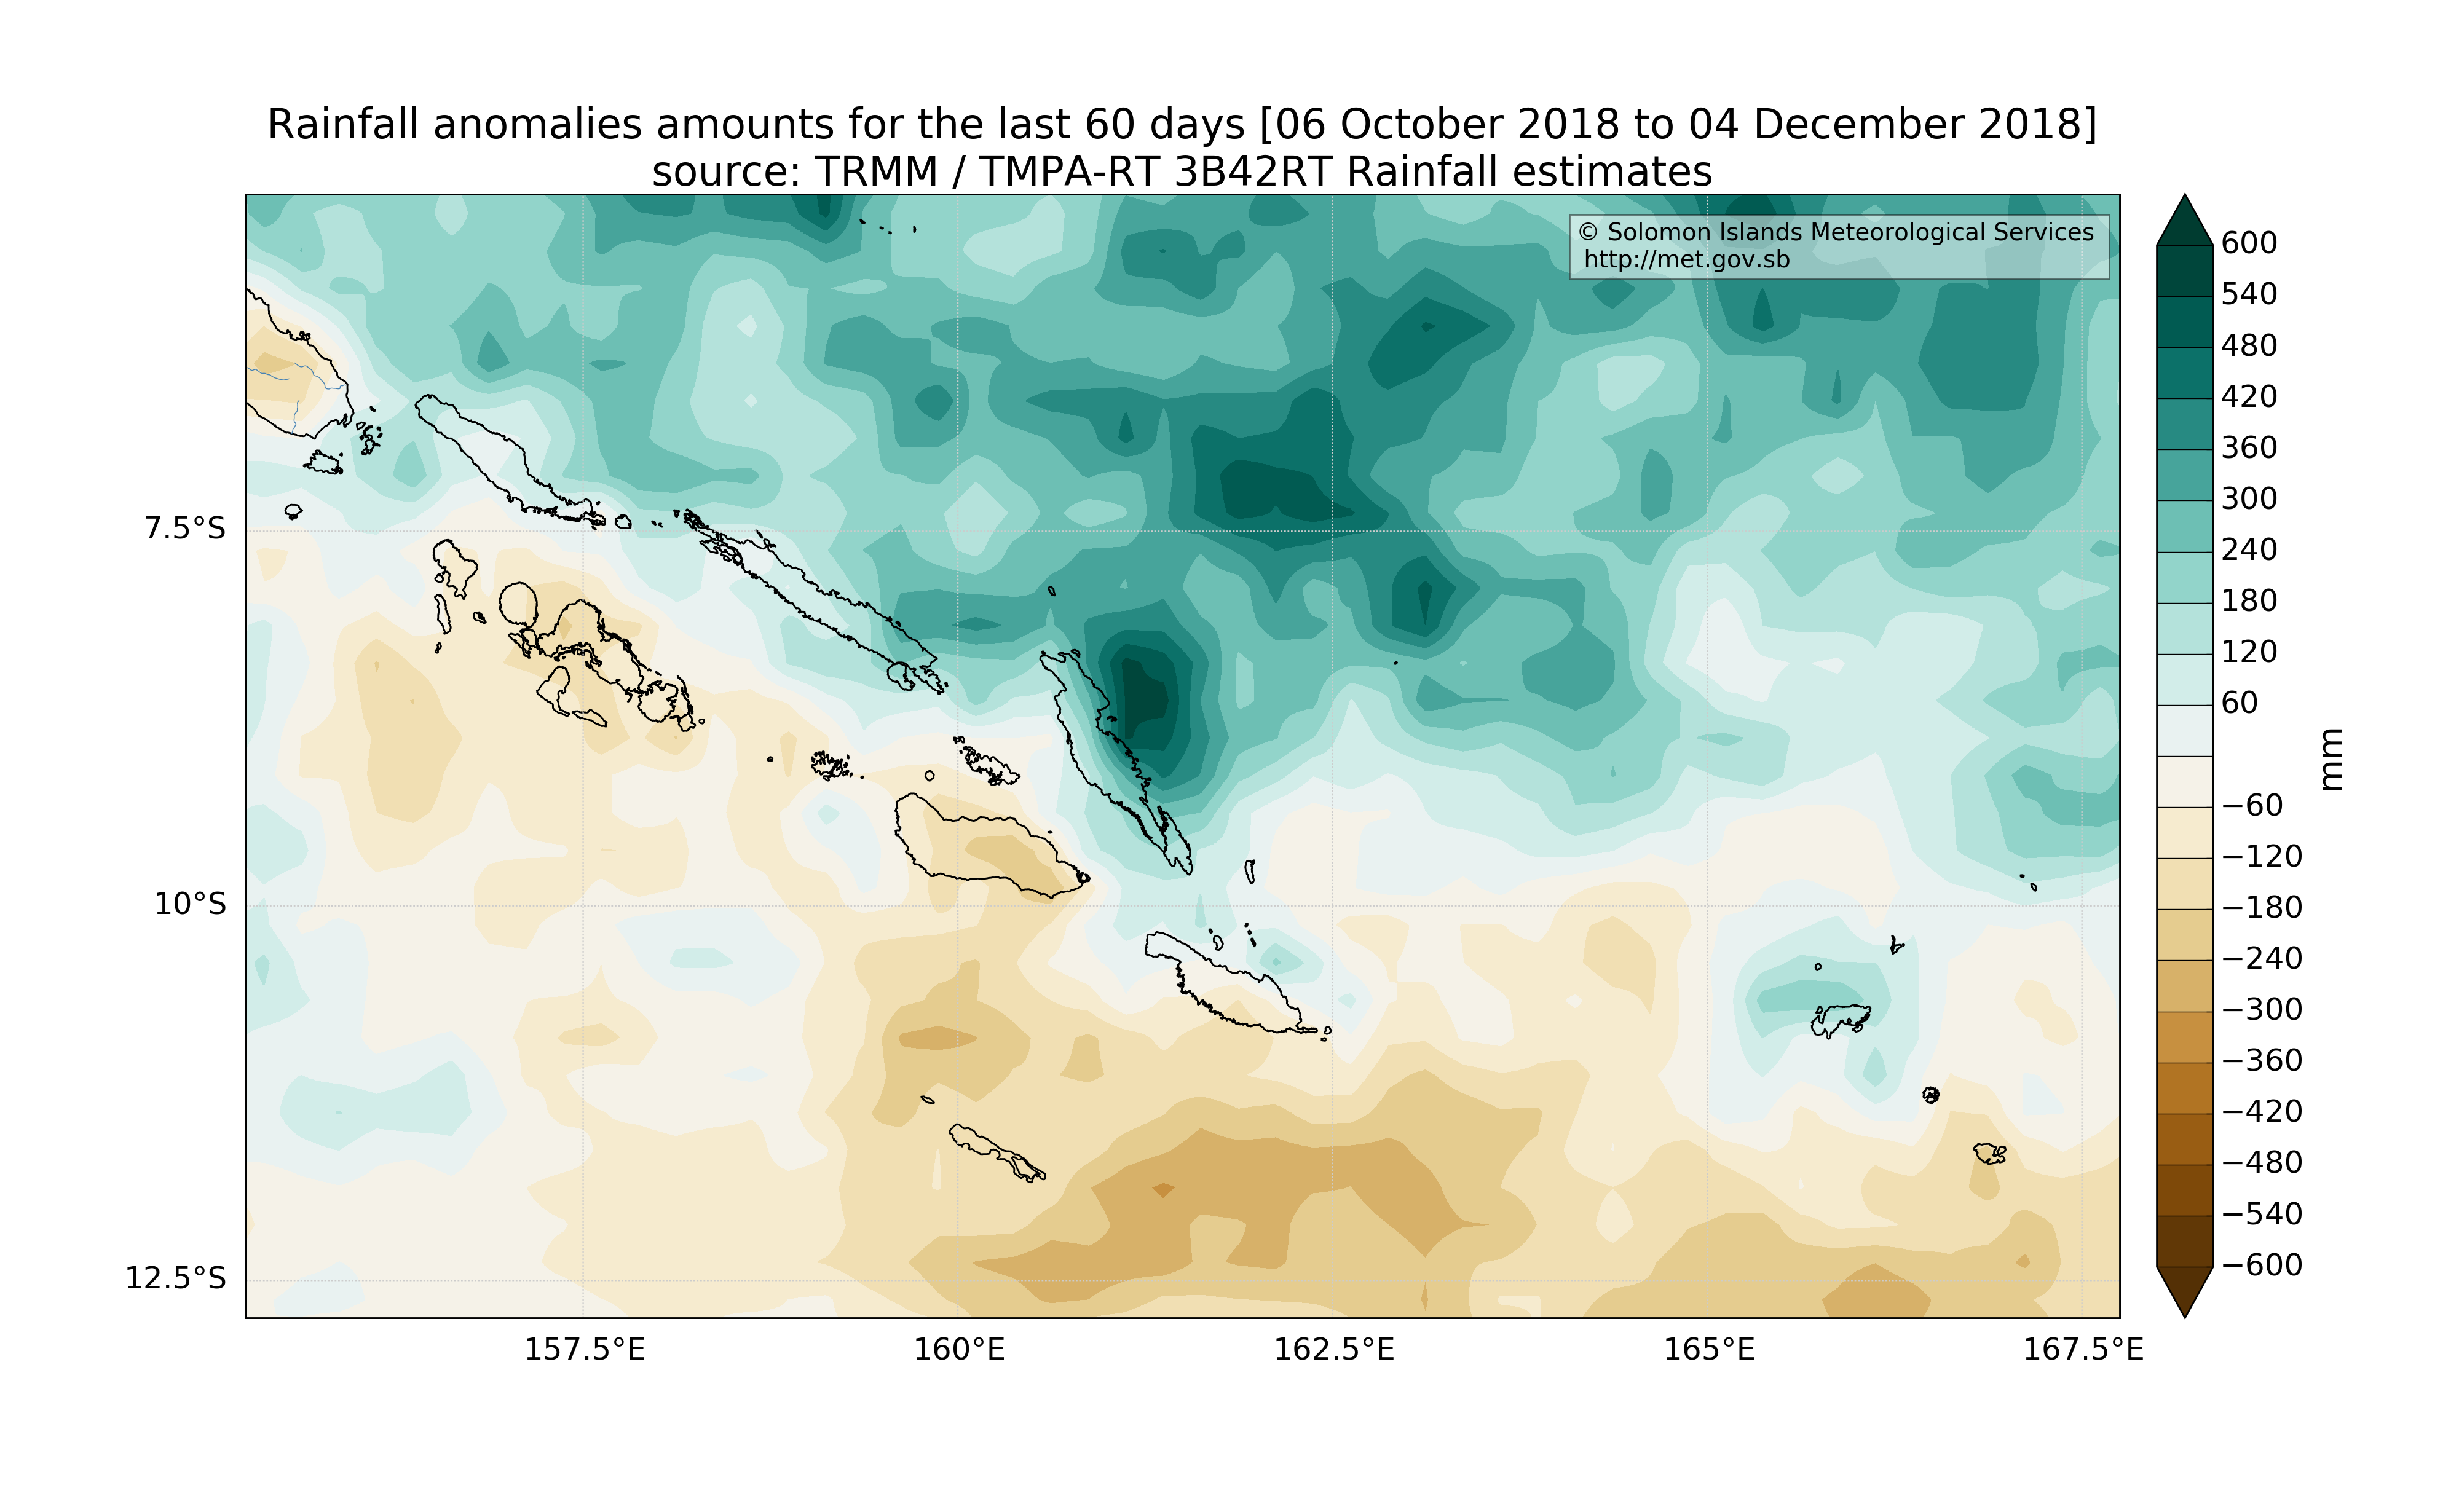 Rainfall anomalies amounts for the last 60 days [06 October 2018 to 04 December 2018]
source: TRMM / TMPA-RT 3B42RT Rainfall estimates
© Solomon Islands Meteorological Services
http://met.gov.sb
7.5°S
10°S
12.5°S
157.5°E
160°E
162.5°E
165°E
167.5°E
600
540
480
420
360
300
240
180
120
60
−60
−120
−180
−240
−300
−360
−420
−480
−540
−600
mm